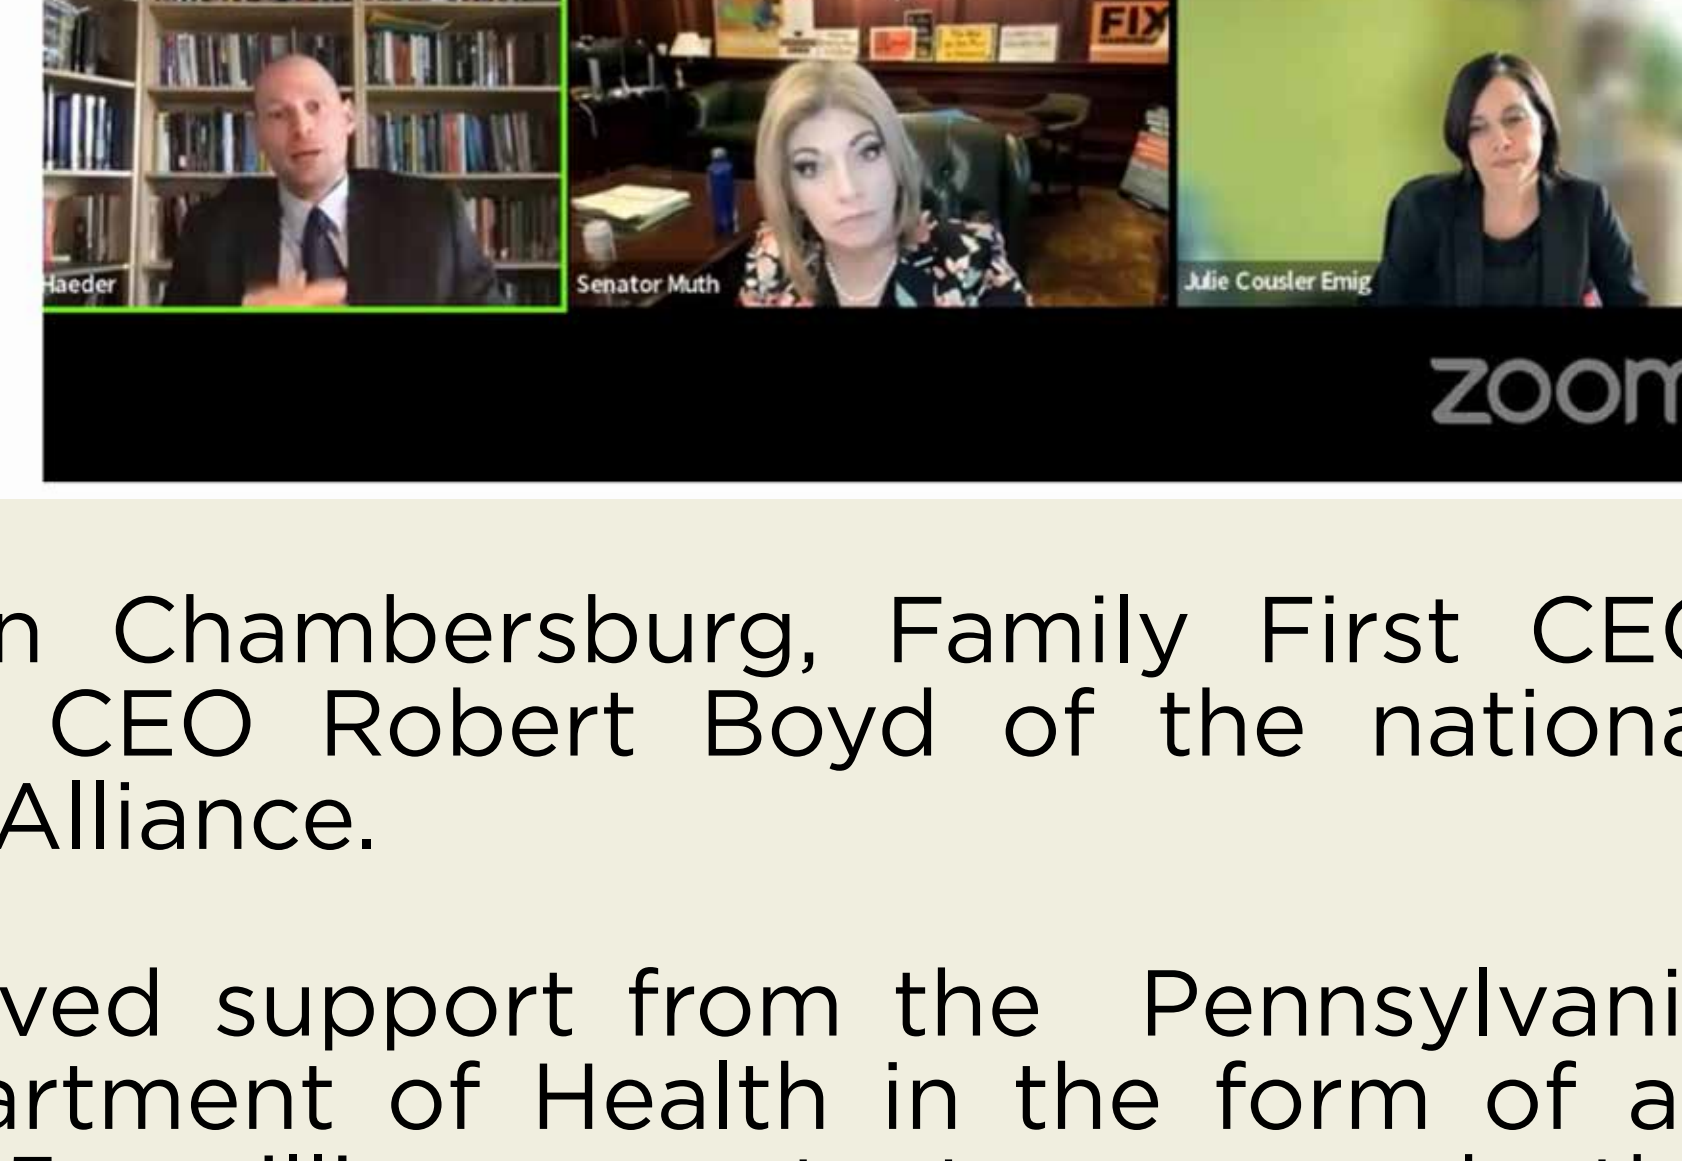 FIX
Haeder
Senator Muth
Julie Cousler Emig
zoom
n Chambersburg, Family First CEO
CEO Robert Boyd of the nationa
Alliance.
ved support from the Pennsylvani
artment of Health in the form of a